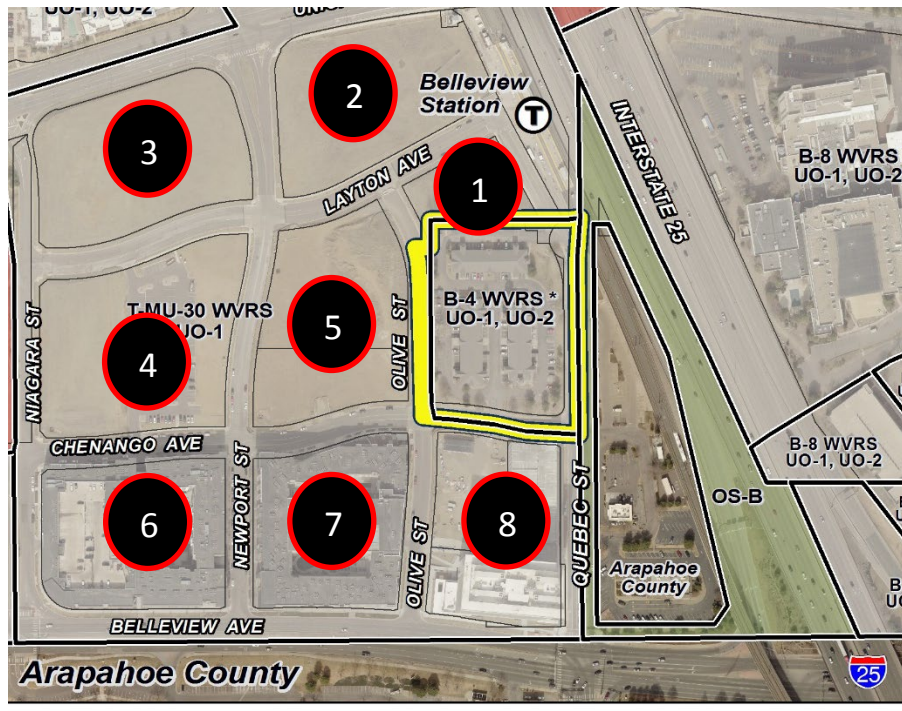 UO-1, UO-2
UNI
2
Belleview
Station
T
3
INTERSTATE 25
B-8 WVRS
UO-1, UO-2
1
LAYTON AVE
B-4 WVRS *
UO-1, UO-2
T-MU-30 WVRS
UO-1
5
4
OLIVE ST
NIAGARA ST
CHENANGO AVE
B-8 WVRS
UO-1, UO-2
NEWPORT ST
6
7
8
OLIVE ST
QUEBEC ST
OS-B
Arapahoe
County
B-
UO
BELLEVIEW AVE
Arapahoe County
25